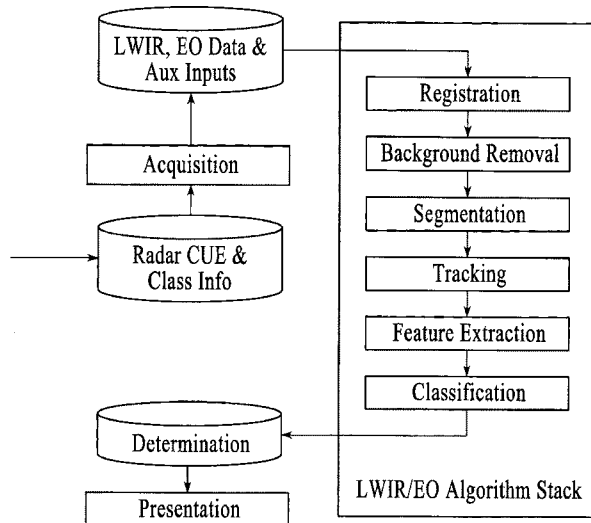 LWIR, EO Data &
Aux Inputs
Acquisition
Radar CUE &
Class Info
Registration
Background Removal
Segmentation
Tracking
Feature Extraction
Classification
LWIR/EO Algorithm Stack
Determination
Presentation